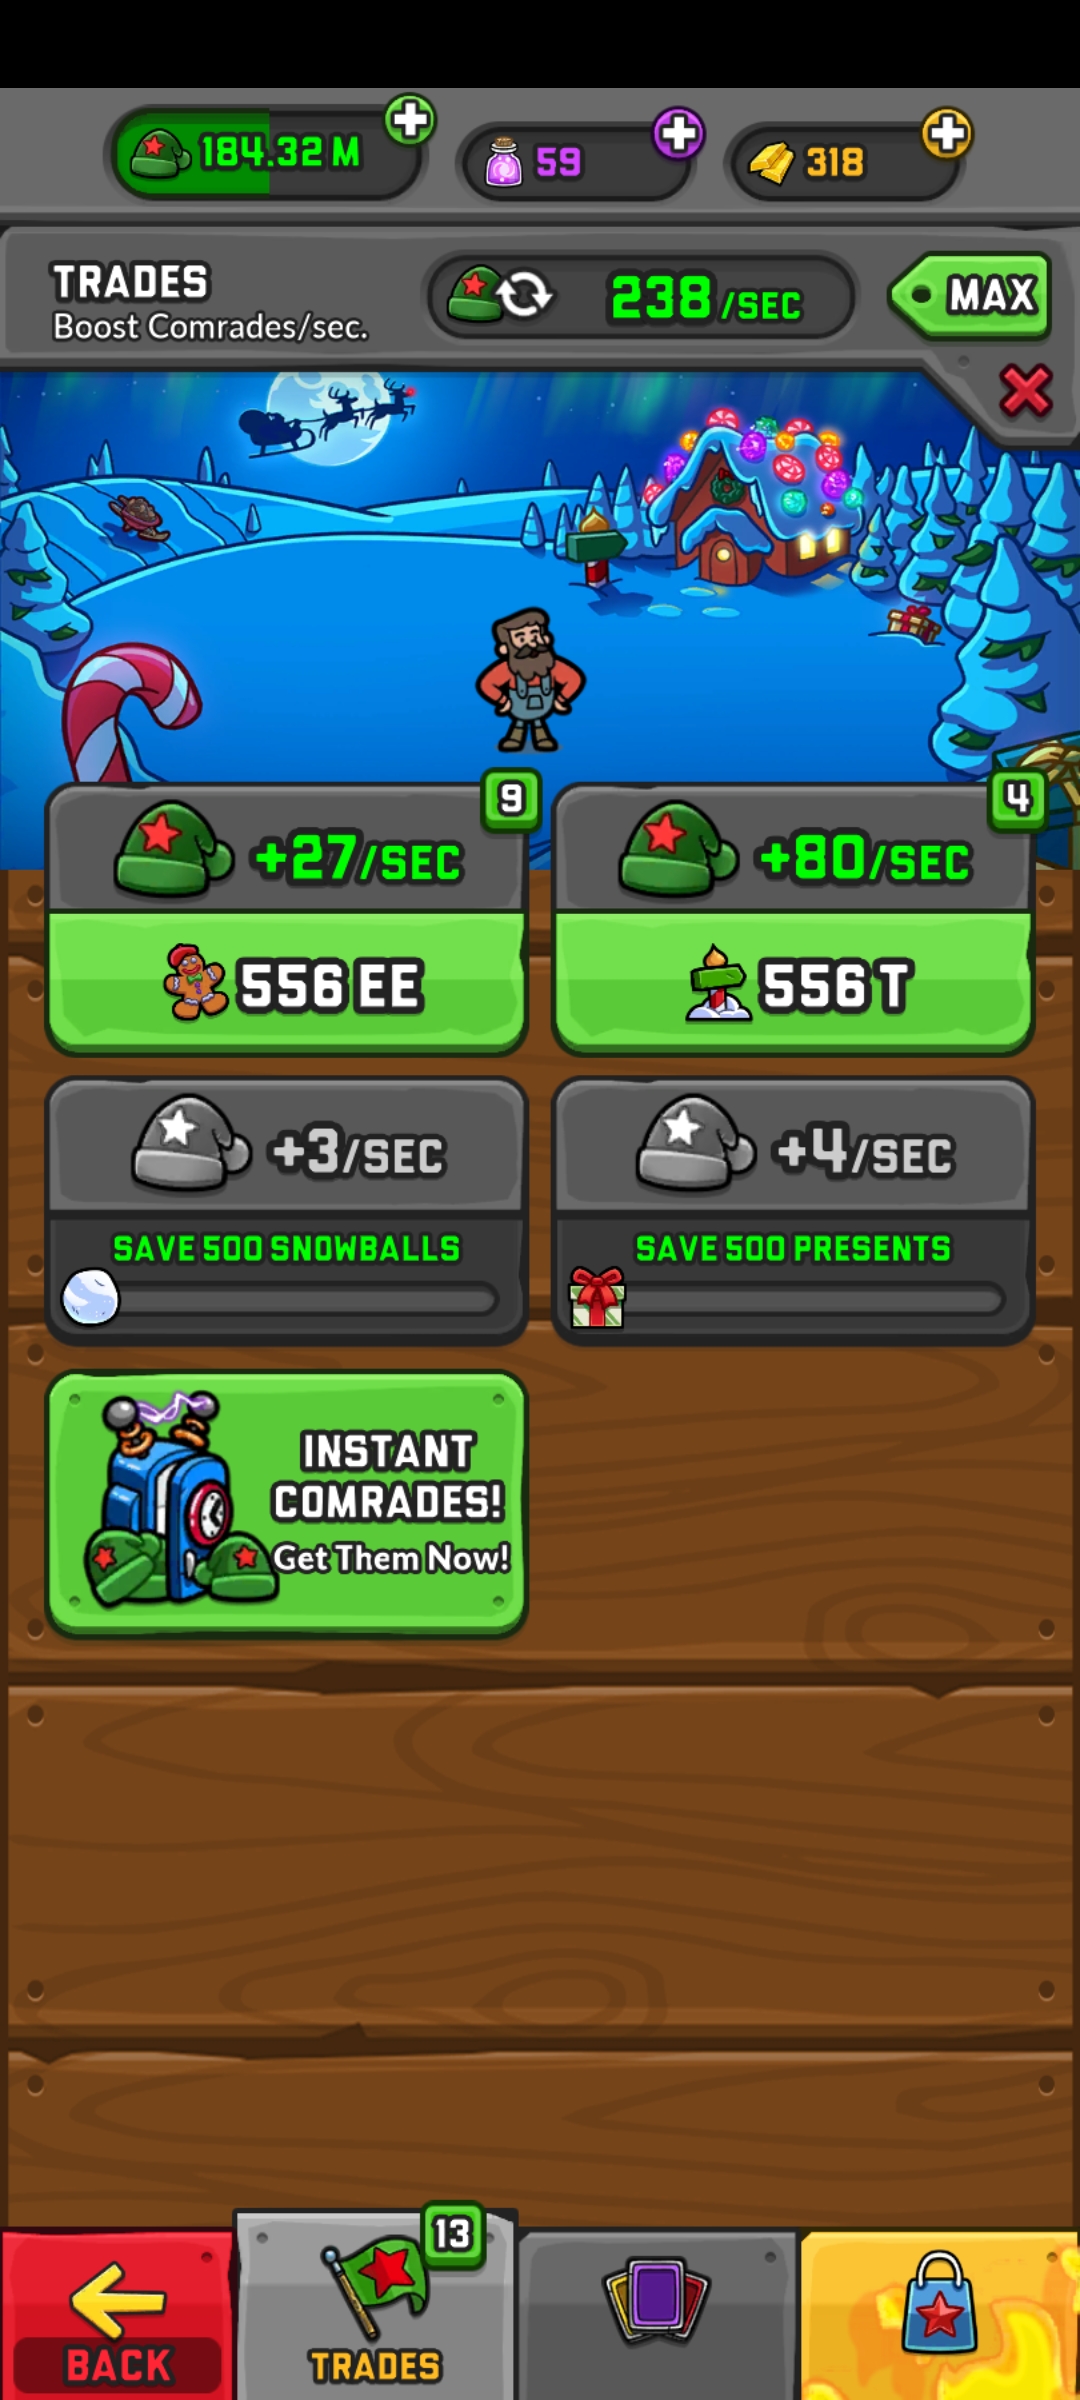 184.32 M
59
318
TRADES
Boost Comrades/sec.
238/SEC
MAX
9
+27/SEC
556 EE
4
+80/SEC
556 T
+3/SEC
SAVE 500 SNOWBALLS
+4/SEC
SAVE 500 PRESENTS
INSTANT
COMRADES!
Get Them Now!
BACK
13
TRADES